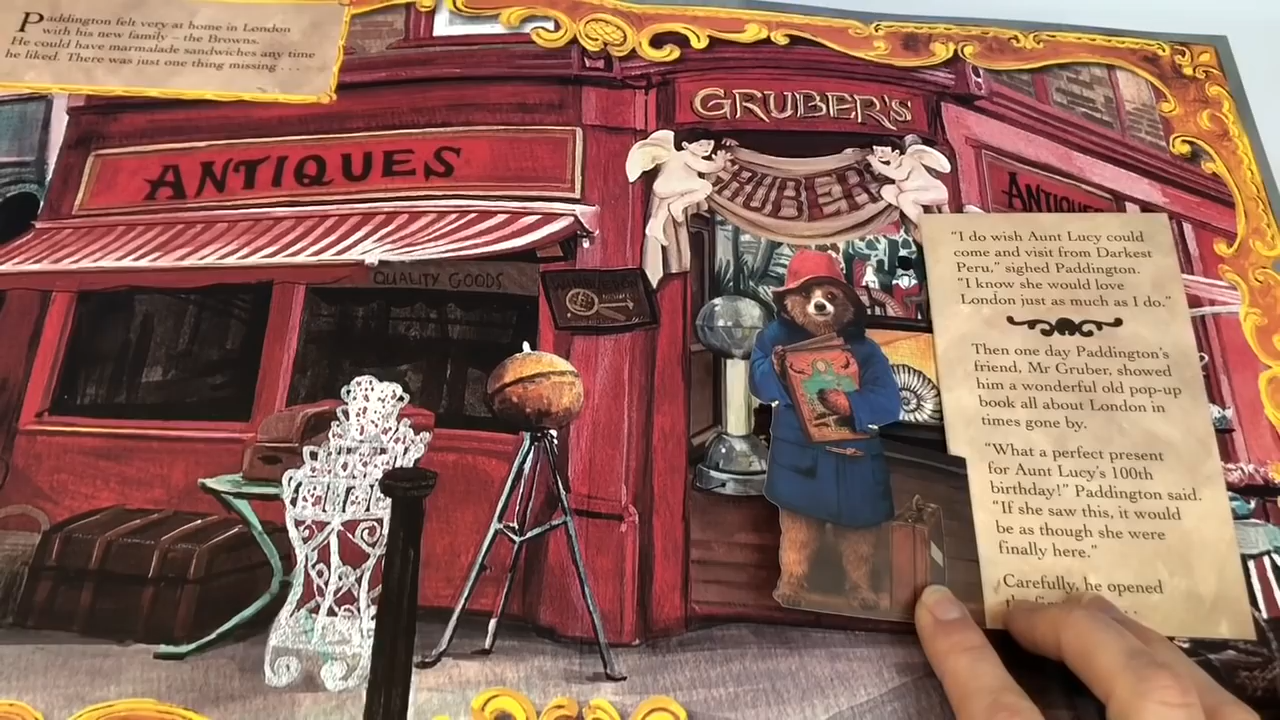 Paddington felt very at home in London
with his new family – the Browns.
He could have marmalade sandwiches any time
he liked. There was just one thing missing . . .
GRUBER'S
ANTIQUES
RUBER
ANTIQUES
QUALITY GOODS
"I do wish Aunt Lucy could
come and visit from Darkest
Peru," sighed Paddington.
"I know she would love
London just as much as I do."
Then one day Paddington's
friend, Mr Gruber, showed
him a wonderful old pop-up
book all about London in
times gone by.
"What a perfect present
for Aunt Lucy's 100th
birthday!" Paddington said.
"If she saw this, it would
be as though she were
finally here."
Carefully, he opened